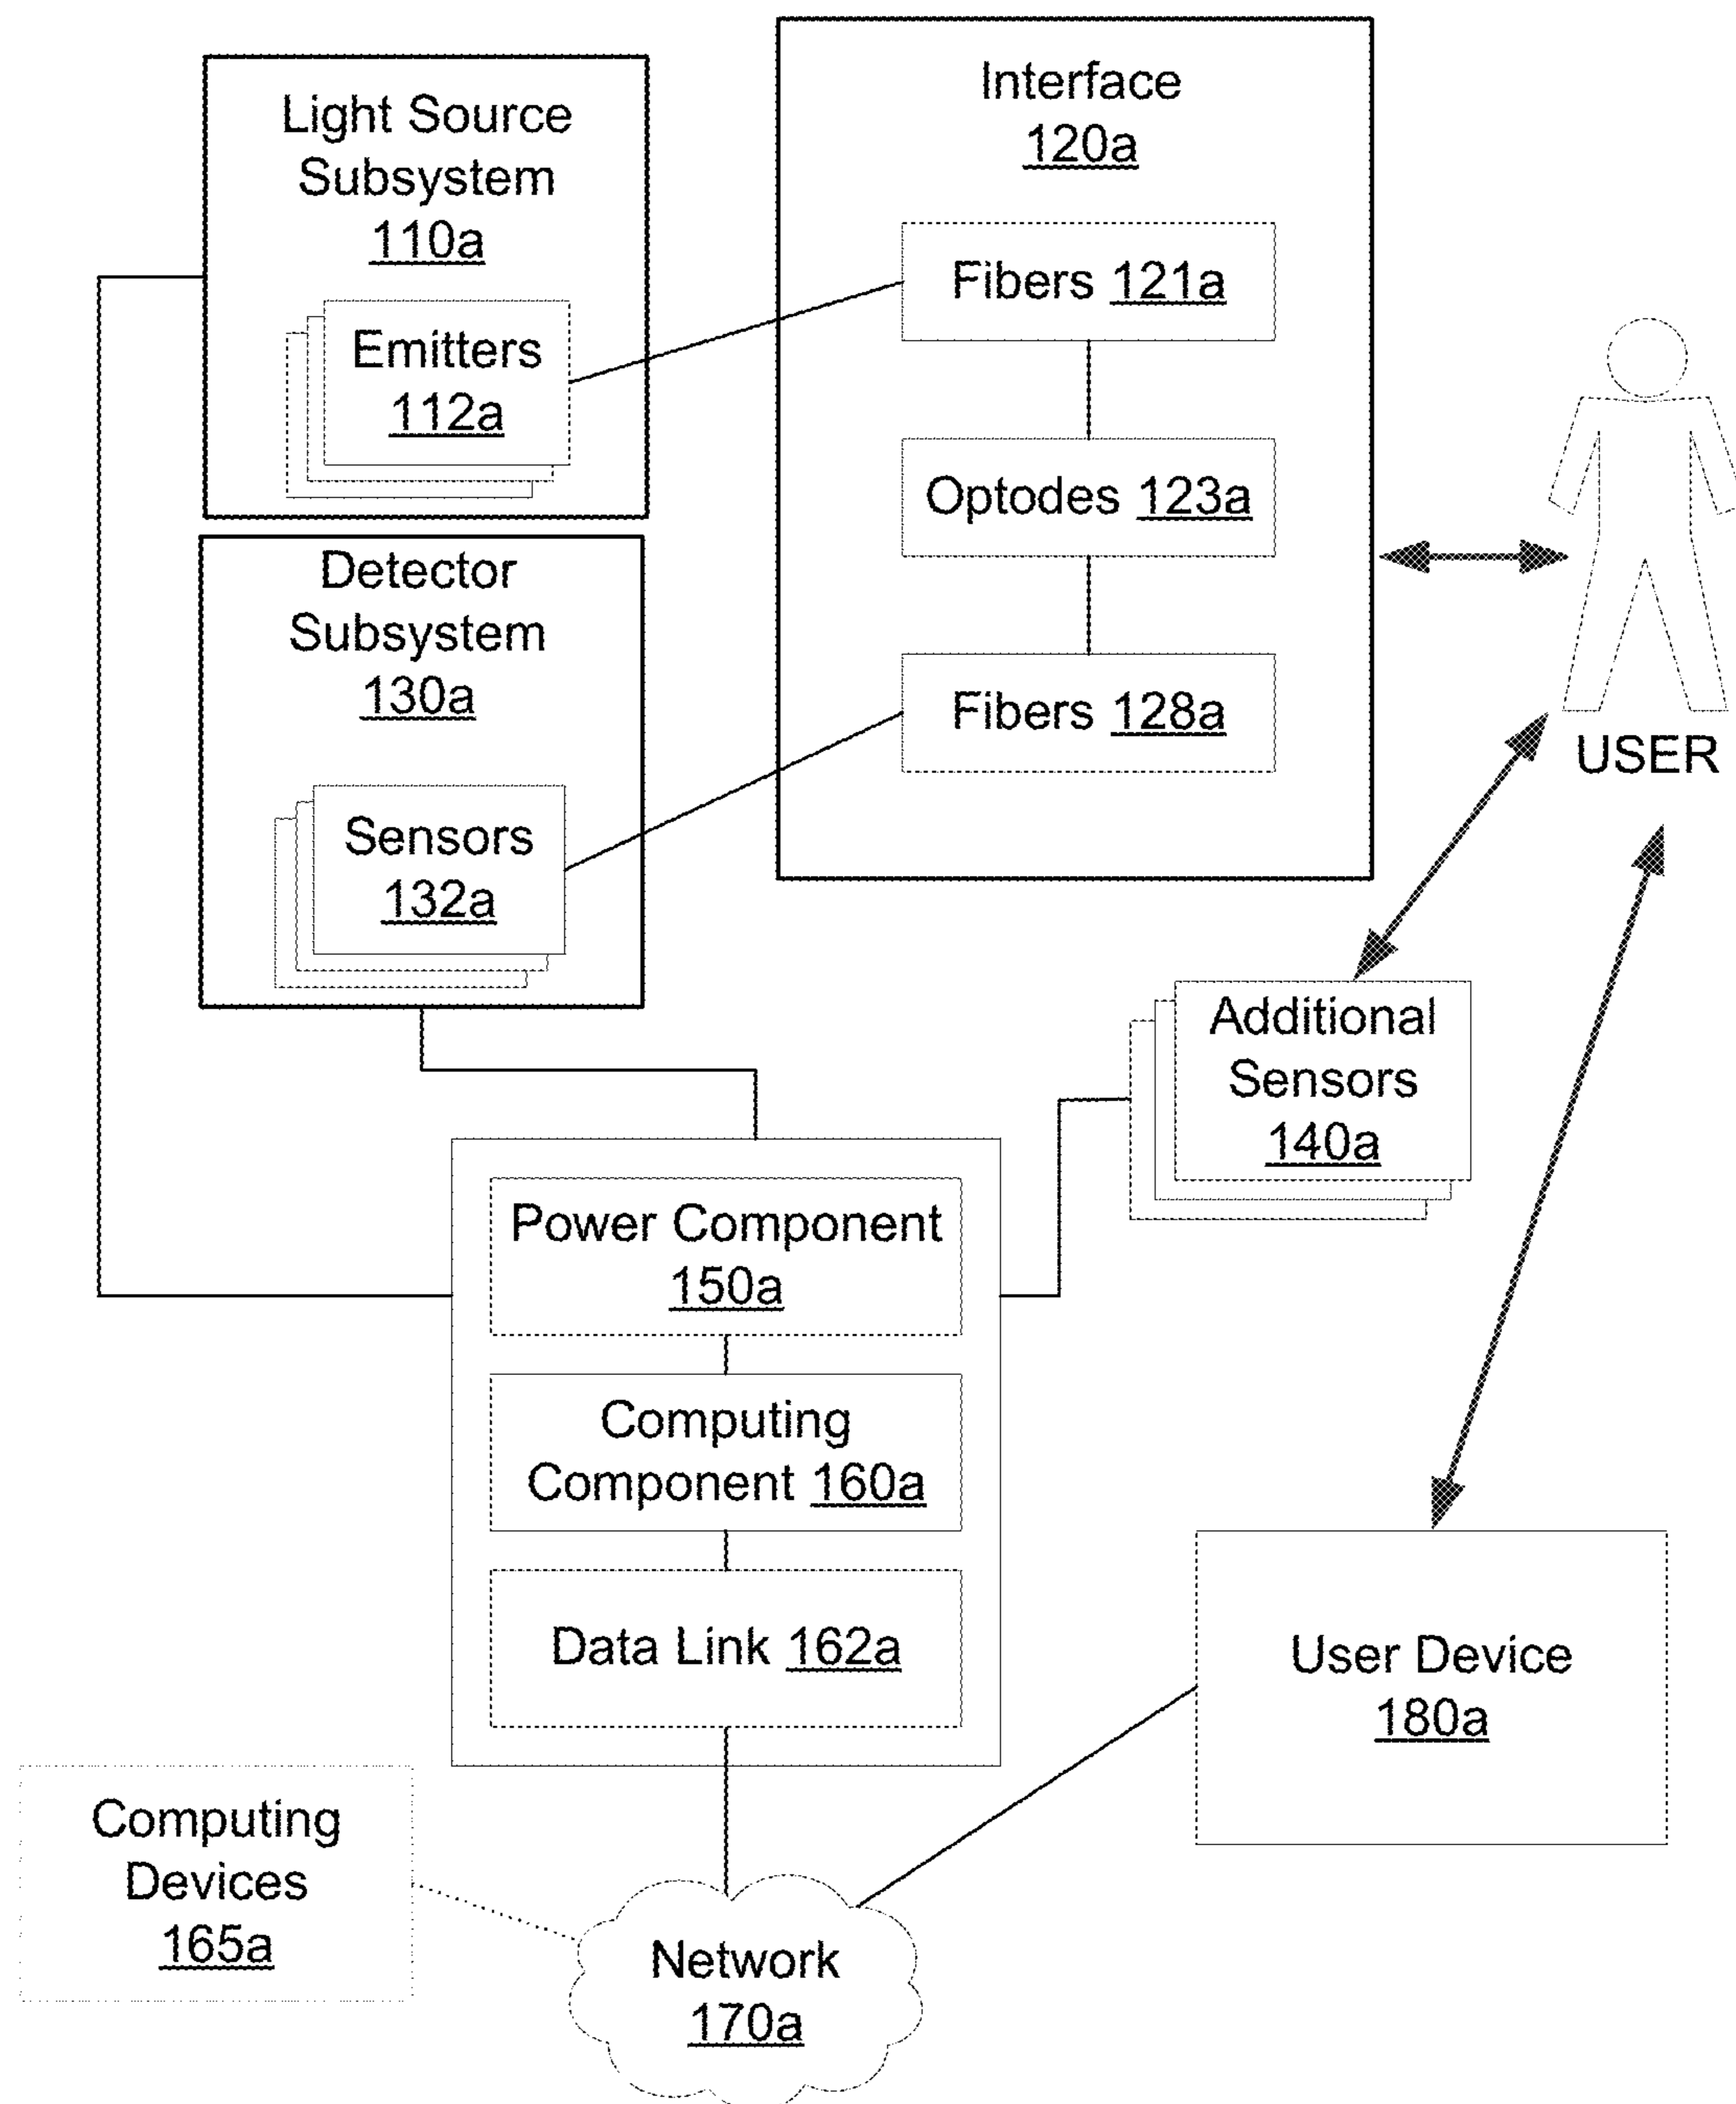 Light Source
Subsystem
110a
Emitters
112a
Interface
120a
Fibers 121a
Optodes 123a
Fibers 128a
Detector
Subsystem
130a
Sensors
132a
USER
Additional
Sensors
140a
Power Component
150a
Computing
Component 160a
Data Link 162a
User Device
180a
Computing
Devices
165a
Network
170a